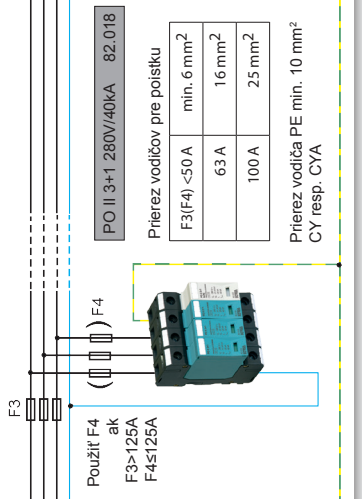 F3
F4
Použiť F4
ak
F3>125A
F4≤125A
PO II 3+1 280V/40kA 82.018
Prierez vodičov pre poistku
F3(F4) <50 A min. 6 mm²
63 A 16 mm²
100 A 25 mm²
Prierez vodiča PE min. 10 mm²
CY resp. CYA